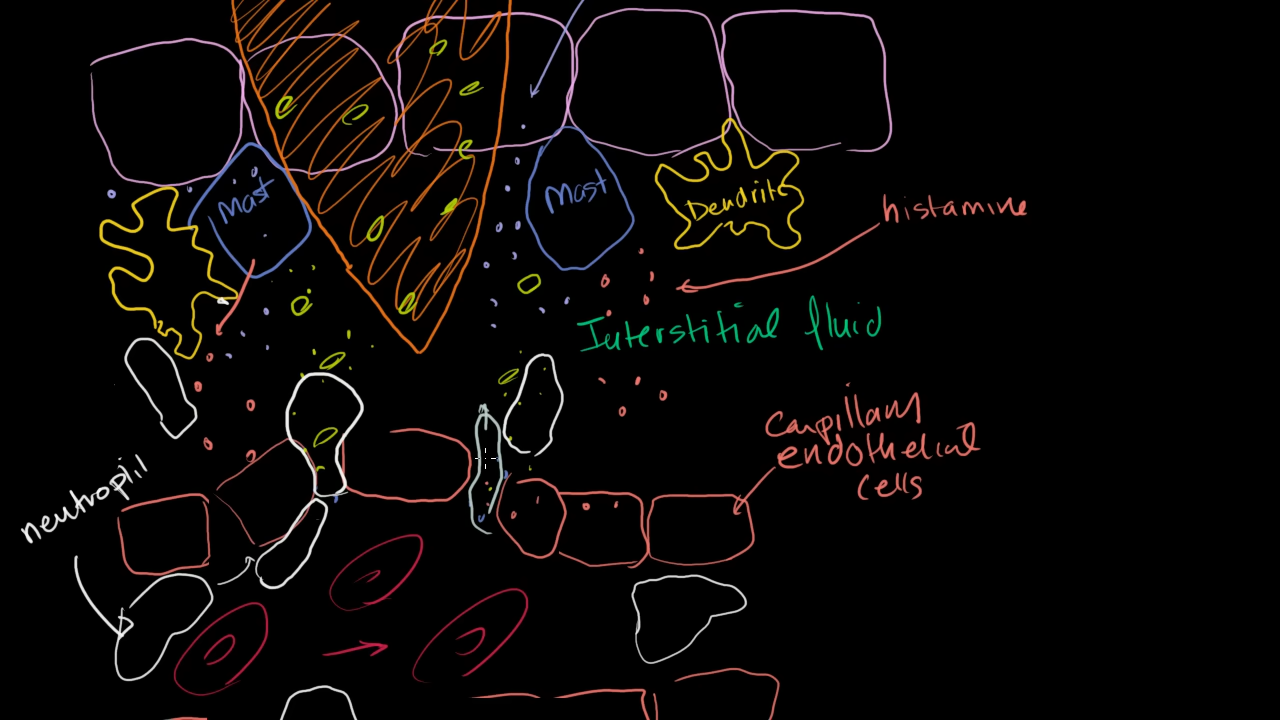 Mast
Mast
Dendrite
histamine
Interstitial fluid
Capillary
endothelial
cells
neutrophil